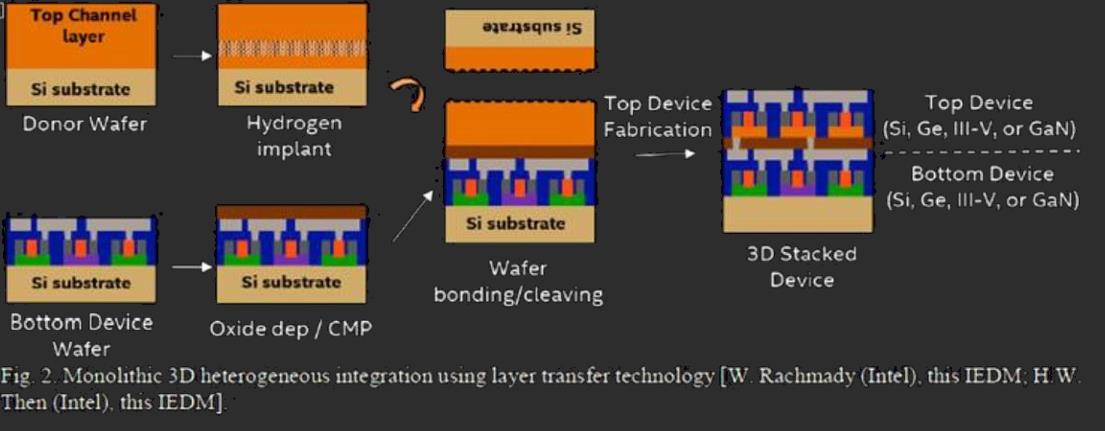 Top Channel
layer
Si substrate
Donor Wafer
Si substrate
Hydrogen
implant
Si substrate
Si substrate
Bottom Device
Wafer
Si substrate
Oxide dep / CMP
Si substrate
Wafer
bonding/cleaving
Top Device
Fabrication
3D Stacked
Device
Top Device
(Si, Ge, III-V, or GaN)
Bottom Device
(Si, Ge, III-V, or GaN)
Fig. 2. Monolithic 3D heterogeneous integration using layer transfer technology [W. Rachmady (Intel), this IEDM; H.W.
Then (Intel), this IEDM].